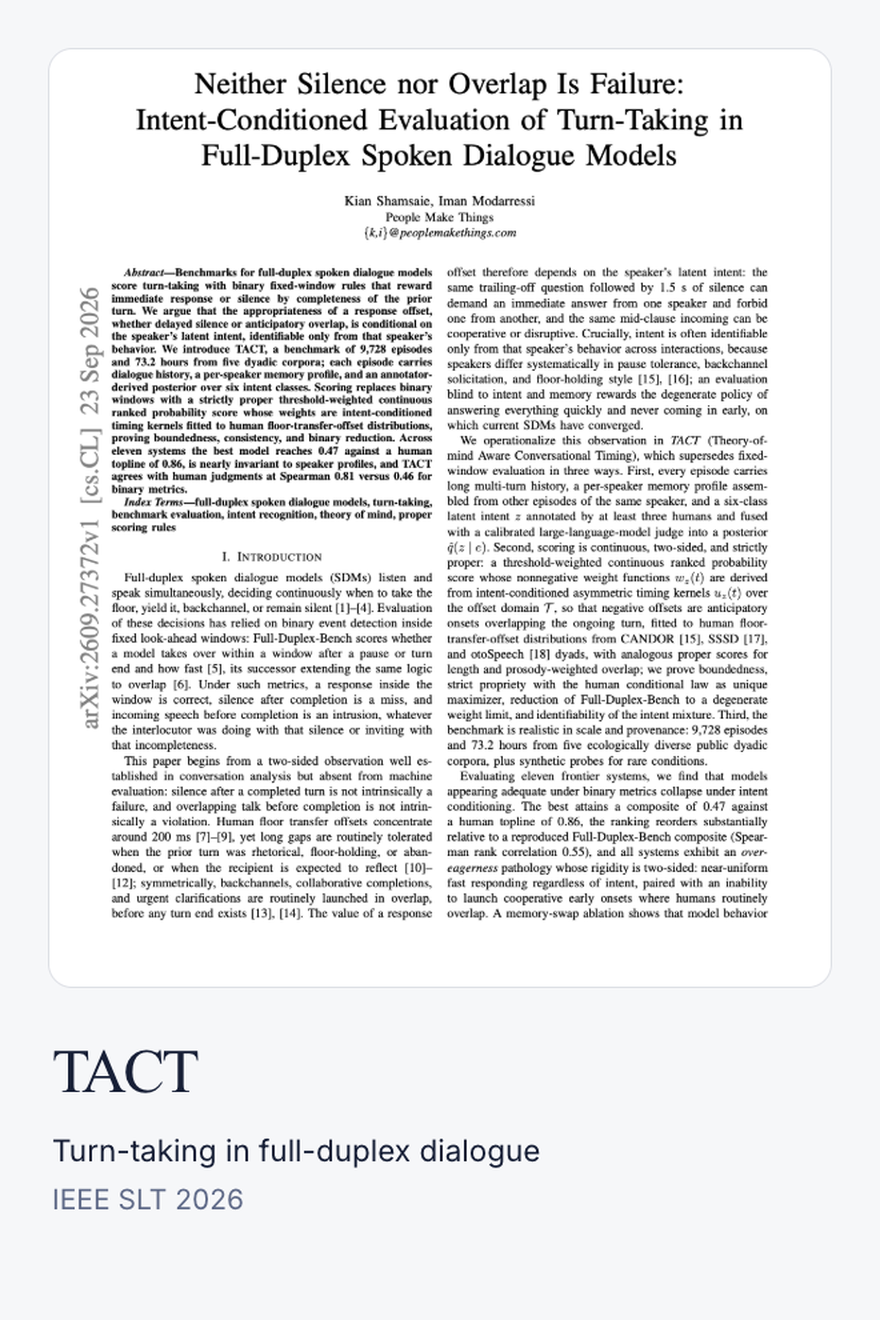 Neither Silence nor Overlap Is Failure:
Intent-Conditioned Evaluation of Turn-Taking in
Full-Duplex Spoken Dialogue Models
Kian Shamsaie, Iman Modarressi
People Make Things
{k,i}@peoplemakethings.com
arXiv:2609.27372v1 [cs.CL] 23 Sep 2026
Abstract—Benchmarks for full-duplex spoken dialogue models
score turn-taking with binary fixed-window rules that reward
immediate response or silence by completeness of the prior
turn. We argue that the appropriateness of a response offset,
whether delayed silence or anticipatory overlap, is conditional on
the speaker's latent intent, identifiable only from that speaker's
behavior. We introduce TACT, a benchmark of 9,728 episodes
and 73.2 hours from five dyadic corpora; each episode carries
dialogue history, a per-speaker memory profile, and an annotator-
derived posterior over six intent classes. Scoring replaces binary
windows with a strictly proper threshold-weighted continuous
ranked probability score whose weights are intent-conditioned
timing kernels fitted to human floor-transfer-offset distributions,
proving boundedness, consistency, and binary reduction. Across
eleven systems the best model reaches 0.47 against a human
topline of 0.86, is nearly invariant to speaker profiles, and TACT
agrees with human judgments at Spearman 0.81 versus 0.46 for
binary metrics.
Index Terms—full-duplex spoken dialogue models, turn-taking,
benchmark evaluation, intent recognition, theory of mind, proper
scoring rules
I. INTRODUCTION
Full-duplex spoken dialogue models (SDMs) listen and
speak simultaneously, deciding continuously when to take the
floor, yield it, backchannel, or remain silent [1]–[4]. Evaluation
of these decisions has relied on binary event detection inside
fixed look-ahead windows: Full-Duplex-Bench scores whether
a model takes over within a window after a pause or turn
end and how fast [5], its successor extending the same logic
to overlap [6]. Under such metrics, a response inside the
window is correct, silence after completion is a miss, and
incoming speech before completion is an intrusion, whatever
the interlocutor was doing with that silence or inviting with
that incompleteness.
This paper begins from a two-sided observation well es-
tablished in conversation analysis but absent from machine
evaluation: silence after a completed turn is not intrinsically a
failure, and overlapping talk before completion is not intrin-
sically a violation. Human floor transfer offsets concentrate
around 200 ms [7]–[9], yet long gaps are routinely tolerated
when the prior turn was rhetorical, floor-holding, or aban-
doned, or when the recipient is expected to reflect [10]–
[12]; symmetrically, backchannels, collaborative completions,
and urgent clarifications are routinely launched in overlap,
before any turn end exists [13], [14]. The value of a response
offset therefore depends on the speaker's latent intent: the
same trailing-off question followed by 1.5 s of silence can
demand an immediate answer from one speaker and forbid
one from another, and the same mid-clause incoming can be
cooperative or disruptive. Crucially, intent is often identifiable
only from that speaker's behavior across interactions, because
speakers differ systematically in pause tolerance, backchannel
solicitation, and floor-holding style [15], [16]; an evaluation
blind to intent and memory rewards the degenerate policy of
answering everything quickly and never coming in early, on
which current SDMs have converged.
We operationalize this observation in TACT (Theory-of-
mind Aware Conversational Timing), which supersedes fixed-
window evaluation in three ways. First, every episode carries
long multi-turn history, a per-speaker memory profile assem-
bled from other episodes of the same speaker, and a six-class
latent intent z annotated by at least three humans and fused
with a calibrated large-language-model judge into a posterior
q̂(z | c). Second, scoring is continuous, two-sided, and strictly
proper: a threshold-weighted continuous ranked probability
score whose nonnegative weight functions w_z(t) are derived
from intent-conditioned asymmetric timing kernels u_z(t) over
the offset domain 𝒯, so that negative offsets are anticipatory
onsets overlapping the ongoing turn, fitted to human floor-
transfer-offset distributions from CANDOR [15], SSSD [17],
and otoSpeech [18] dyads, with analogous proper scores for
length and prosody-weighted overlap; we prove boundedness,
strict propriety with the human conditional law as unique
maximizer, reduction of Full-Duplex-Bench to a degenerate
weight limit, and identifiability of the intent mixture. Third, the
benchmark is realistic in scale and provenance: 9,728 episodes
and 73.2 hours from five ecologically diverse public dyadic
corpora, plus synthetic probes for rare conditions.
Evaluating eleven frontier systems, we find that models
appearing adequate under binary metrics collapse under intent
conditioning. The best attains a composite of 0.47 against
a human topline of 0.86, the ranking reorders substantially
relative to a reproduced Full-Duplex-Bench composite (Spear-
man rank correlation 0.55), and all systems exhibit an over-
eagerness pathology whose rigidity is two-sided: near-uniform
fast responding regardless of intent, paired with an inability
to launch cooperative early onsets where humans routinely
overlap. A memory-swap ablation shows that model behavior
TACT
Turn-taking in full-duplex dialogue
IEEE SLT 2026